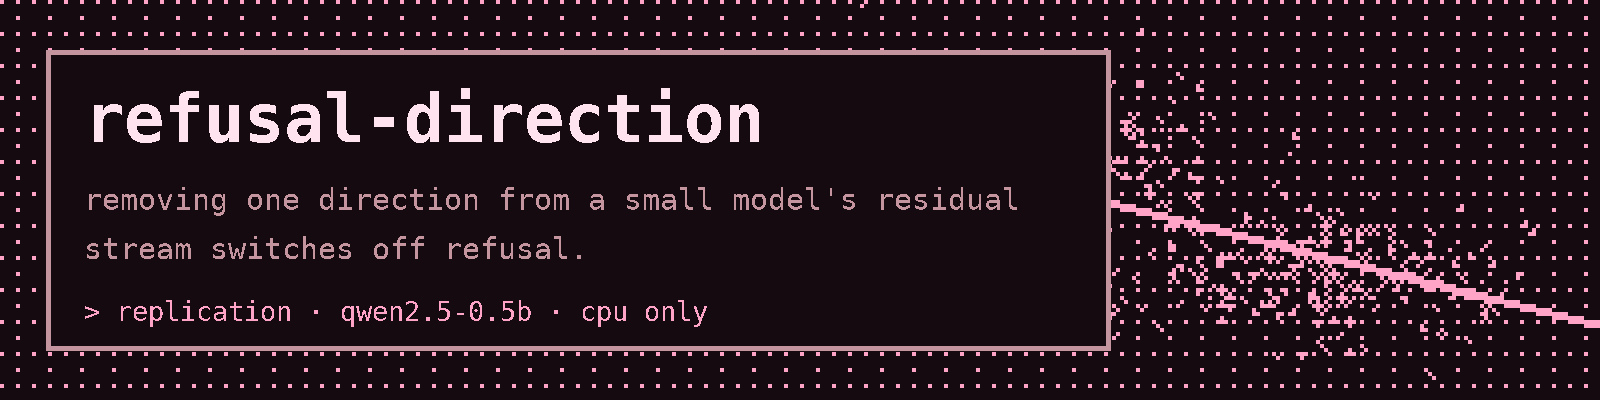 refusal-direction
removing one direction from a small model's residual
stream switches off refusal.
> replication · qwen2.5-0.5b · cpu only